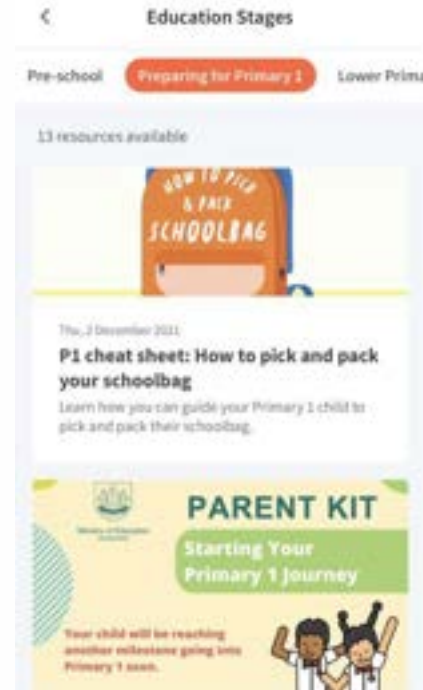 Education Stages
Pre-school Preparing for Primary 1 Lower Prima
13 resources available
HOW TO PICK
& PACK
SCHOOLBAG
Thu, 2 December 2021
P1 cheat sheet: How to pick and pack
your schoolbag
Learn how you can guide your Primary 1 child to
pick and pack their schoolbag.
Ministry of Education
PARENT KIT
Starting Your
Primary 1 Journey
Your child will be reaching
another milestone going into
Primary 1 soon.